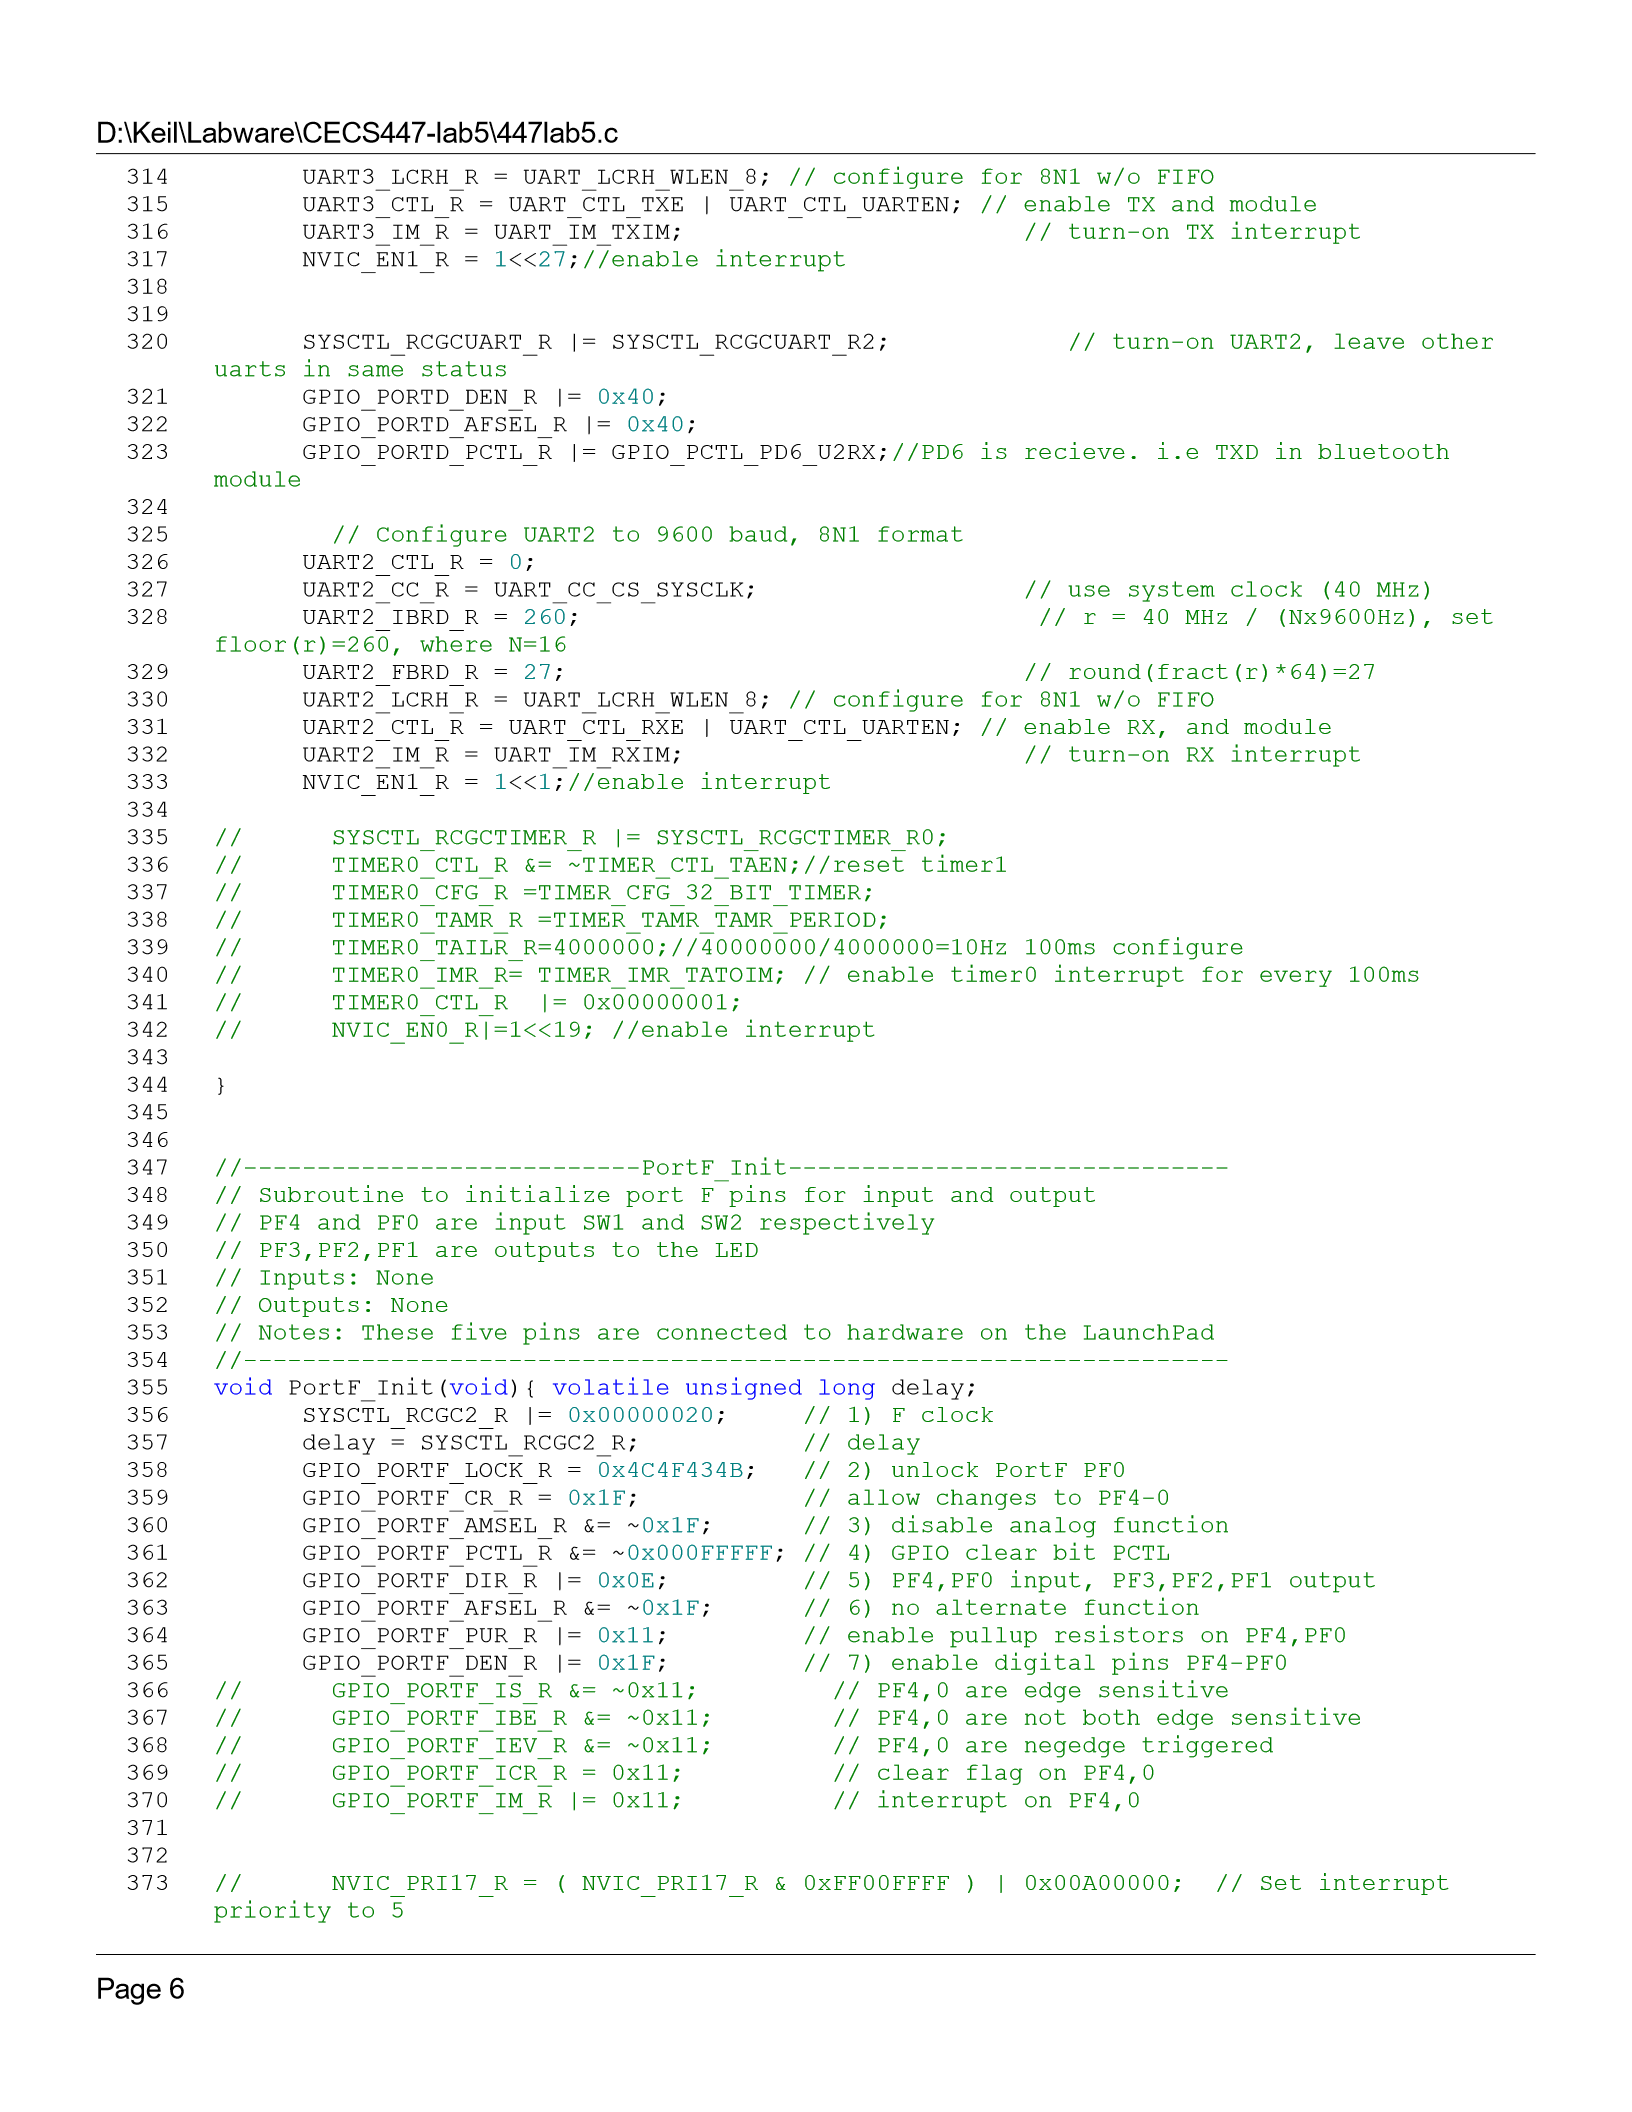 D:\Keil\Labware\CECS447-lab5\447lab5.c
314 UART3_LCRH_R = UART_LCRH_WLEN_8; // configure for 8N1 w/o FIFO
315 UART3_CTL_R = UART_CTL_TXE | UART_CTL_UARTEN; // enable TX and module
316 UART3_IM_R = UART_IM_TXIM; // turn-on TX interrupt
317 NVIC_EN1_R = 1<<27;//enable interrupt
318
319
320 SYSCTL_RCGCUART_R |= SYSCTL_RCGCUART_R2; // turn-on UART2, leave other
uarts in same status
321 GPIO_PORTD_DEN_R |= 0x40;
322 GPIO_PORTD_AFSEL_R |= 0x40;
323 GPIO_PORTD_PCTL_R |= GPIO_PCTL_PD6_U2RX;//PD6 is recieve. i.e TXD in bluetooth
module
324
325 // Configure UART2 to 9600 baud, 8N1 format
326 UART2_CTL_R = 0;
327 UART2_CC_R = UART_CC_CS_SYSCLK; // use system clock (40 MHz)
328 UART2_IBRD_R = 260; // r = 40 MHz / (Nx9600Hz), set
floor(r)=260, where N=16
329 UART2_FBRD_R = 27; // round(fract(r)*64)=27
330 UART2_LCRH_R = UART_LCRH_WLEN_8; // configure for 8N1 w/o FIFO
331 UART2_CTL_R = UART_CTL_RXE | UART_CTL_UARTEN; // enable RX, and module
332 UART2_IM_R = UART_IM_RXIM; // turn-on RX interrupt
333 NVIC_EN1_R = 1<<1;//enable interrupt
334
335 // SYSCTL_RCGCTIMER_R |= SYSCTL_RCGCTIMER_R0;
336 // TIMER0_CTL_R &= ~TIMER_CTL_TAEN;//reset timer1
337 // TIMER0_CFG_R =TIMER_CFG_32_BIT_TIMER;
338 // TIMER0_TAMR_R =TIMER_TAMR_TAMR_PERIOD;
339 // TIMER0_TAILR_R=4000000;//40000000/4000000=10Hz 100ms configure
340 // TIMER0_IMR_R= TIMER_IMR_TATOIM; // enable timer0 interrupt for every 100ms
341 // TIMER0_CTL_R |= 0x00000001;
342 // NVIC_EN0_R|=1<<19; //enable interrupt
343
344 }
345
346
347 //---------------------------PortF_Init------------------------------
348 // Subroutine to initialize port F pins for input and output
349 // PF4 and PF0 are input SW1 and SW2 respectively
350 // PF3,PF2,PF1 are outputs to the LED
351 // Inputs: None
352 // Outputs: None
353 // Notes: These five pins are connected to hardware on the LaunchPad
354 //-------------------------------------------------------------------
355 void PortF_Init(void){ volatile unsigned long delay;
356 SYSCTL_RCGC2_R |= 0x00000020; // 1) F clock
357 delay = SYSCTL_RCGC2_R; // delay
358 GPIO_PORTF_LOCK_R = 0x4C4F434B; // 2) unlock PortF PF0
359 GPIO_PORTF_CR_R = 0x1F; // allow changes to PF4-0
360 GPIO_PORTF_AMSEL_R &= ~0x1F; // 3) disable analog function
361 GPIO_PORTF_PCTL_R &= ~0x000FFFFF; // 4) GPIO clear bit PCTL
362 GPIO_PORTF_DIR_R |= 0x0E; // 5) PF4,PF0 input, PF3,PF2,PF1 output
363 GPIO_PORTF_AFSEL_R &= ~0x1F; // 6) no alternate function
364 GPIO_PORTF_PUR_R |= 0x11; // enable pullup resistors on PF4,PF0
365 GPIO_PORTF_DEN_R |= 0x1F; // 7) enable digital pins PF4-PF0
366 // GPIO_PORTF_IS_R &= ~0x11; // PF4,0 are edge sensitive
367 // GPIO_PORTF_IBE_R &= ~0x11; // PF4,0 are not both edge sensitive
368 // GPIO_PORTF_IEV_R &= ~0x11; // PF4,0 are negedge triggered
369 // GPIO_PORTF_ICR_R = 0x11; // clear flag on PF4,0
370 // GPIO_PORTF_IM_R |= 0x11; // interrupt on PF4,0
371
372
373 // NVIC_PRI17_R = ( NVIC_PRI17_R & 0xFF00FFFF ) | 0x00A00000; // Set interrupt
priority to 5
Page 6